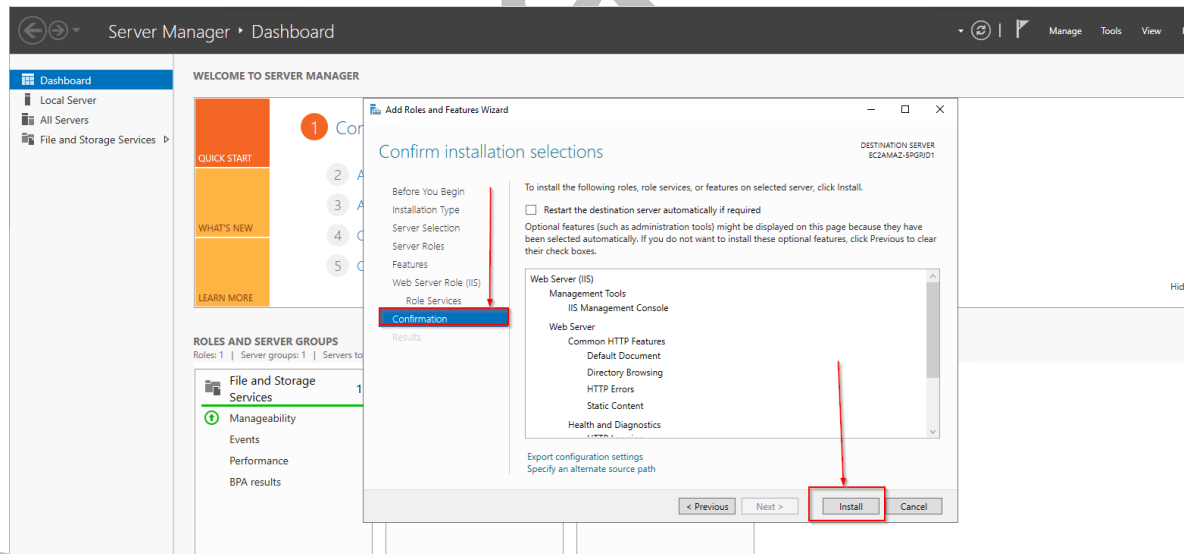 Server Manager • Dashboard
Manage Tools View
Dashboard
Local Server
All Servers
File and Storage Services
WELCOME TO SERVER MANAGER
QUICK START
WHAT'S NEW
LEARN MORE
1
2
3
4
5
Hid
ROLES AND SERVER GROUPS
Roles: 1 | Server groups: 1 | Servers to
File and Storage
Services
1
Manageability
Events
Performance
BPA results
Add Roles and Features Wizard
Confirm installation selections
DESTINATION SERVER
EC2AMAZ-5PGPJD1
Before You Begin
Installation Type
Server Selection
Server Roles
Features
Web Server Role (IIS)
Role Services
Confirmation
Results
To install the following roles, role services, or features on selected server, click Install.
Restart the destination server automatically if required
Optional features (such as administration tools) might be displayed on this page because they have
been selected automatically. If you do not want to install these optional features, click Previous to clear
their check boxes.
Web Server (IIS)
Management Tools
IIS Management Console
Web Server
Common HTTP Features
Default Document
Directory Browsing
HTTP Errors
Static Content
Health and Diagnostics
Export configuration settings
Specify an alternate source path
< Previous
Next >
Install
Cancel